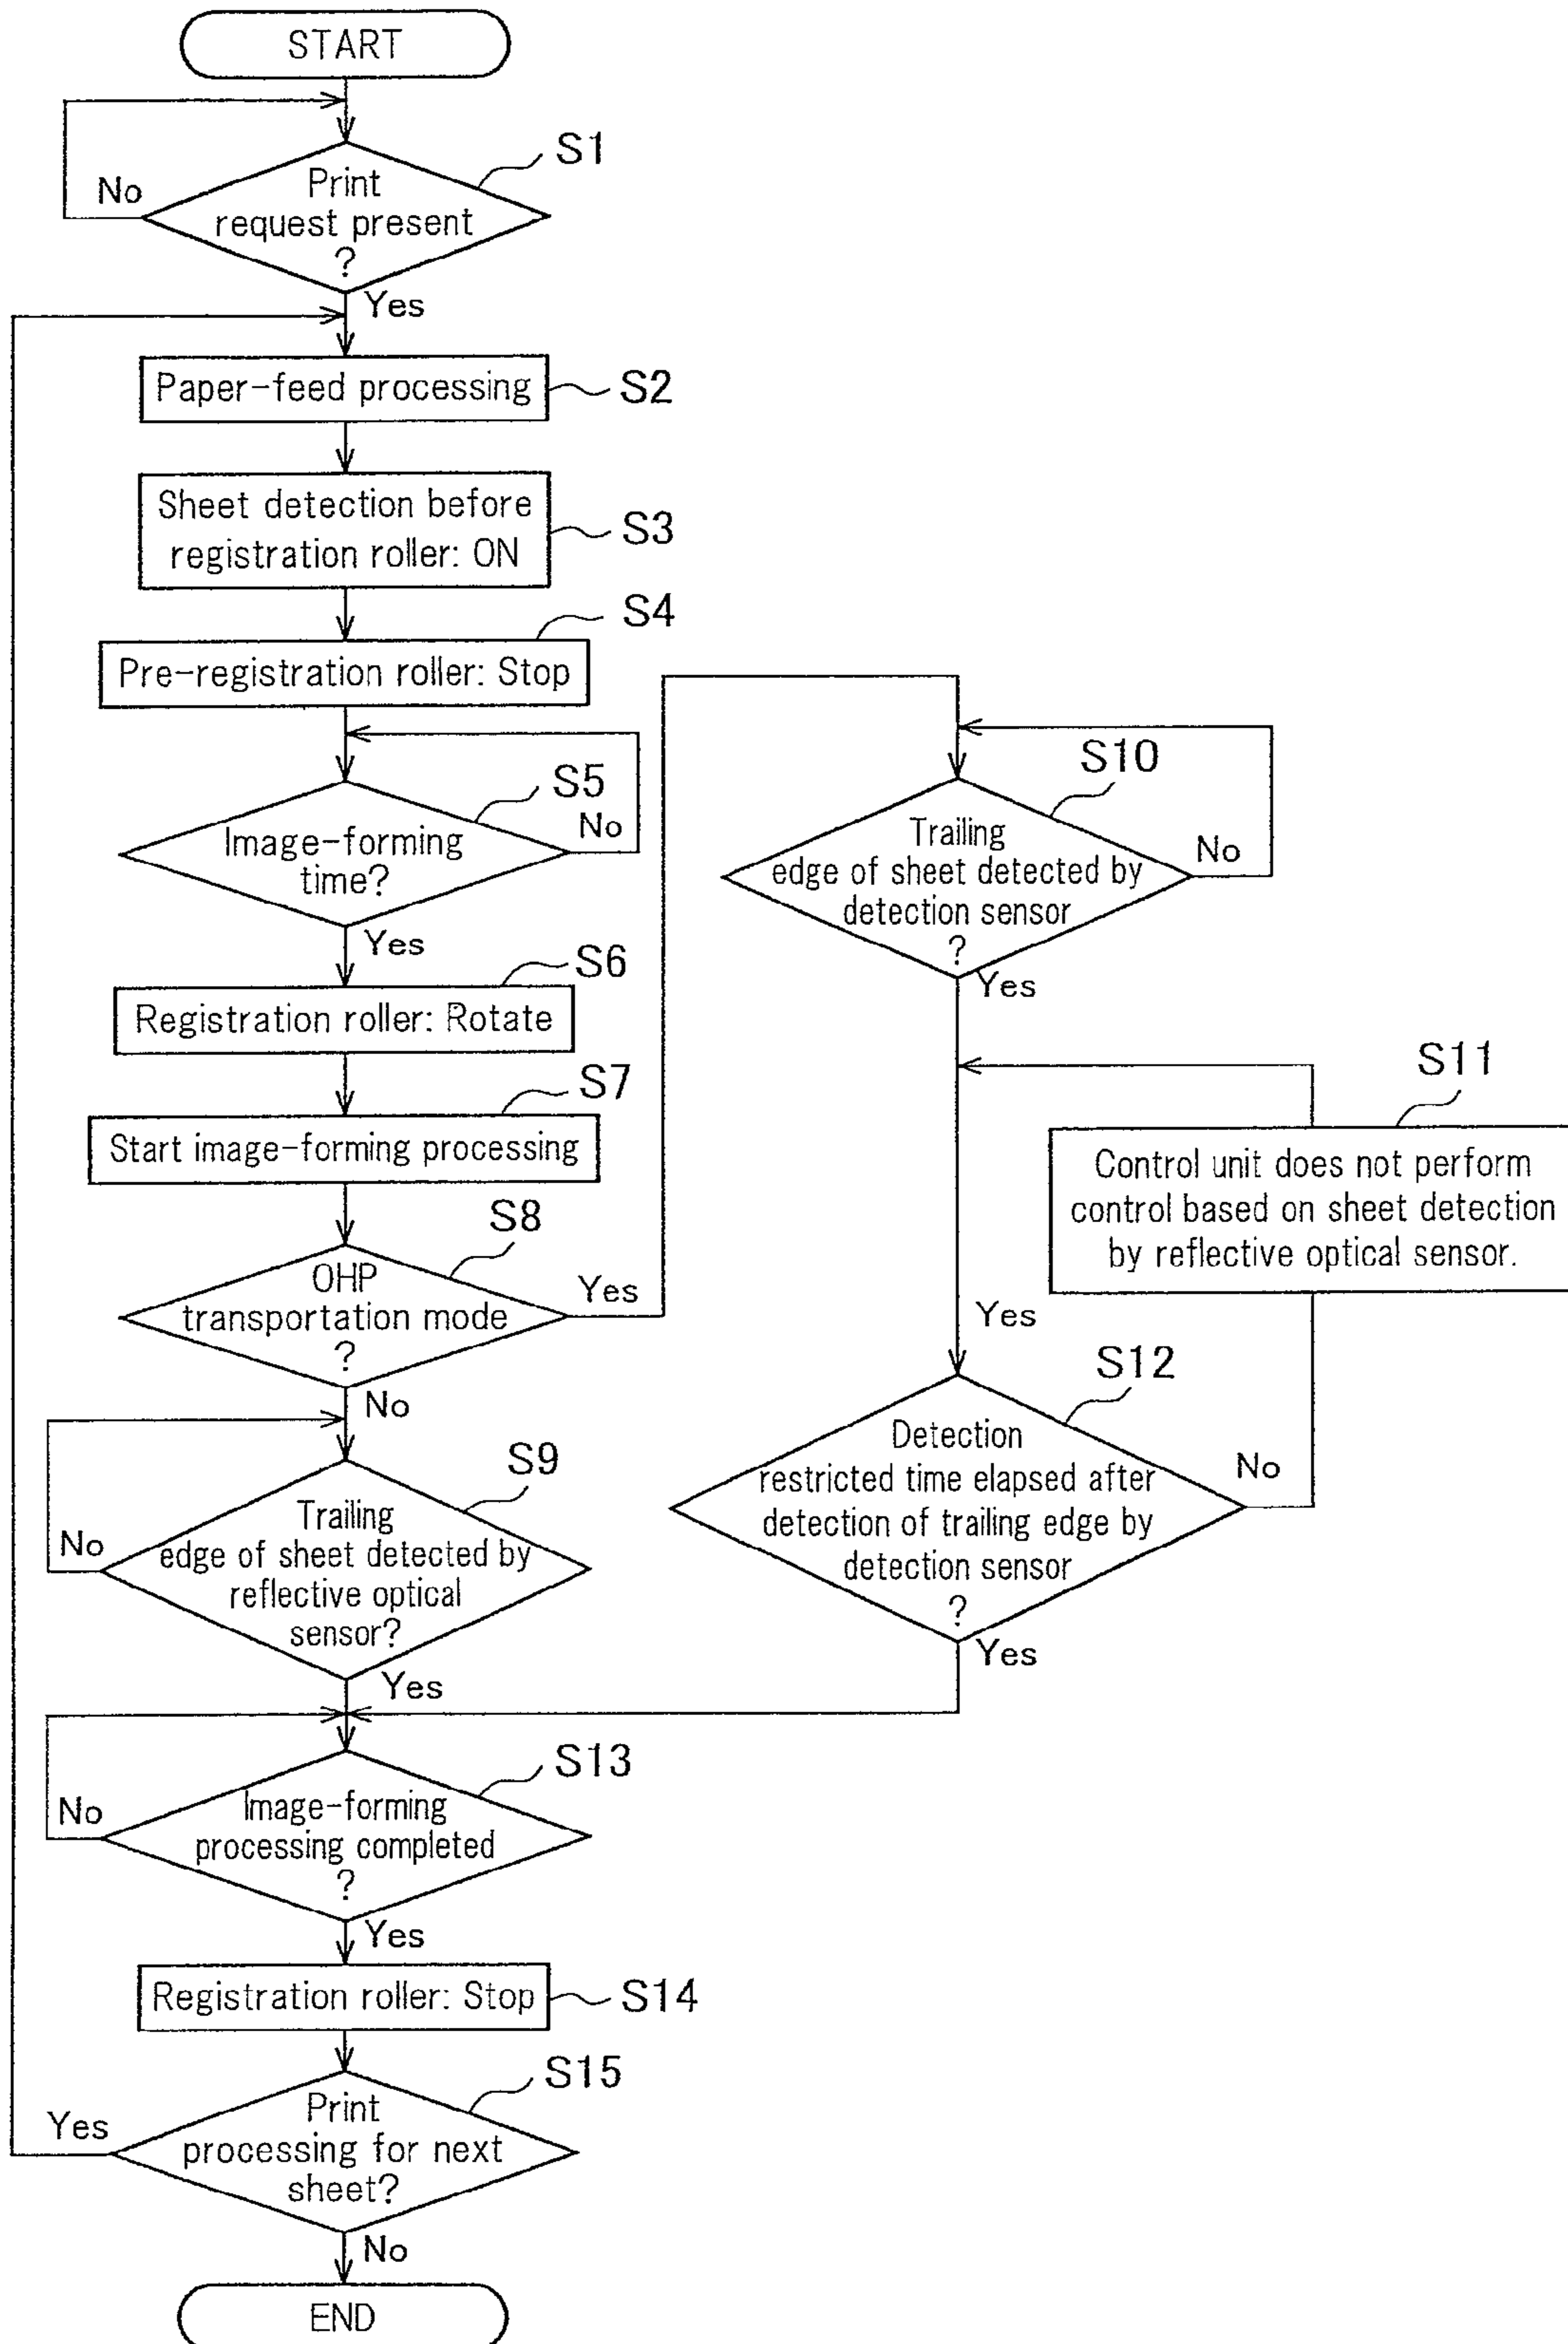 START
S1
No
Print
request present
?
Yes
Paper-feed processing
S2
Sheet detection before
registration roller: ON
S3
S4
Pre-registration roller: Stop
S5
Image-forming
time?
No
Yes
S6
Registration roller: Rotate
S7
Start image-forming processing
S8
OHP
transportation mode
?
Yes
No
S9
Trailing
edge of sheet detected by
reflective optical
sensor?
No
Yes
S10
Trailing
edge of sheet detected by
detection sensor
?
No
Yes
S11
Control unit does not perform
control based on sheet detection
by reflective optical sensor.
Yes
S12
Detection
restricted time elapsed after
detection of trailing edge by
detection sensor
?
No
Yes
S13
Image-forming
processing completed
?
No
Yes
Registration roller: Stop
S14
S15
Print
processing for next
sheet?
Yes
No
END